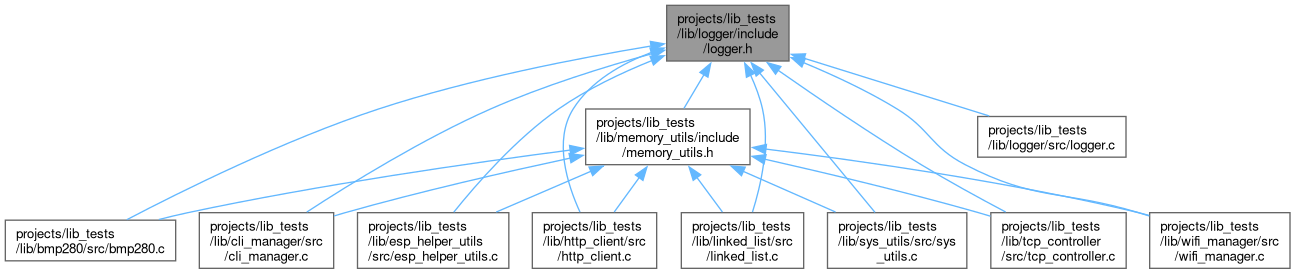 projects/lib_tests
/lib/logger/include
/logger.h
projects/lib_tests
/lib/memory_utils/include
/memory_utils.h
projects/lib_tests
/lib/logger/src/logger.c
projects/lib_tests
/lib/bmp280/src/bmp280.c
projects/lib_tests
/lib/cli_manager/src
/cli_manager.c
projects/lib_tests
/lib/esp_helper_utils
/src/esp_helper_utils.c
projects/lib_tests
/lib/http_client/src
/http_client.c
projects/lib_tests
/lib/linked_list/src
/linked_list.c
projects/lib_tests
/lib/sys_utils/src/sys
_utils.c
projects/lib_tests
/lib/tcp_controller
/src/tcp_controller.c
projects/lib_tests
/lib/wifi_manager/src
/wifi_manager.c